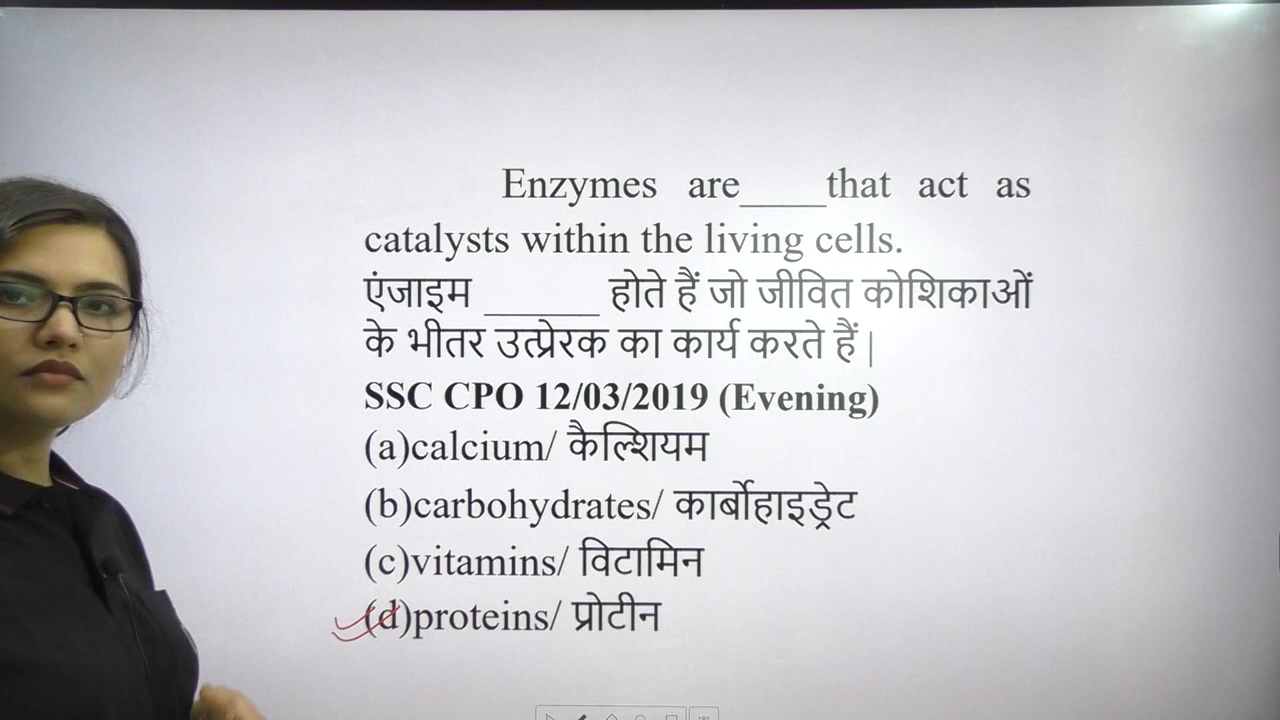 Enzymes are____that act as
catalysts within the living cells.
एंजाइम ______ होते हैं जो जीवित कोशिकाओं
के भीतर उत्प्रेरक का कार्य करते हैं|
SSC CPO 12/03/2019 (Evening)
(a)calcium/ कैल्शियम
(b)carbohydrates/ कार्बोहाइड्रेट
(c)vitamins/ विटामिन
(d)proteins/ प्रोटीन